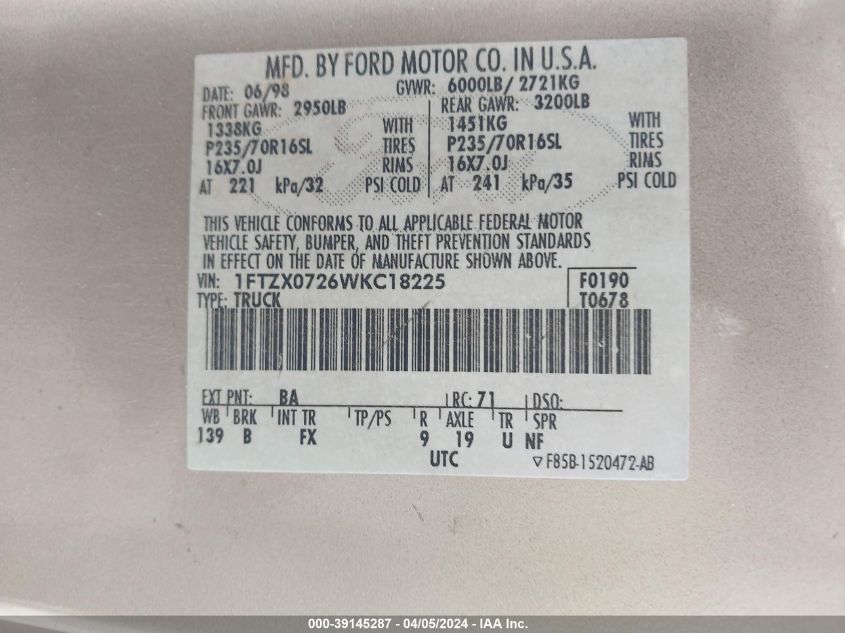 MFD. BY FORD MOTOR CO. IN U.S.A.
DATE: 06/98 GVWR: 6000LB/ 2721KG
FRONT GAWR: 2950LB REAR GAWR: 3200LB
1338KG WITH 1451KG WITH
P235/70R16SL TIRES P235/70R16SL TIRES
16X7.0J RIMS 16X7.0J RIMS
AT 221 kPa/32 PSI COLD AT 241 kPa/35 PSI COLD
THIS VEHICLE CONFORMS TO ALL APPLICABLE FEDERAL MOTOR
VEHICLE SAFETY, BUMPER, AND THEFT PREVENTION STANDARDS
IN EFFECT ON THE DATE OF MANUFACTURE SHOWN ABOVE.
VIN: 1FTZX0726WKC18225 F0190
TYPE: TRUCK T0678
EXT PNT: BA RC: 71 DSO:
WB BRK INT TR TP/PS R AXLE TR SPR
139 B FX 9 19 U NF
UTC F85B-1520472-AB
000-39145287 - 04/05/2024 - IAA Inc.